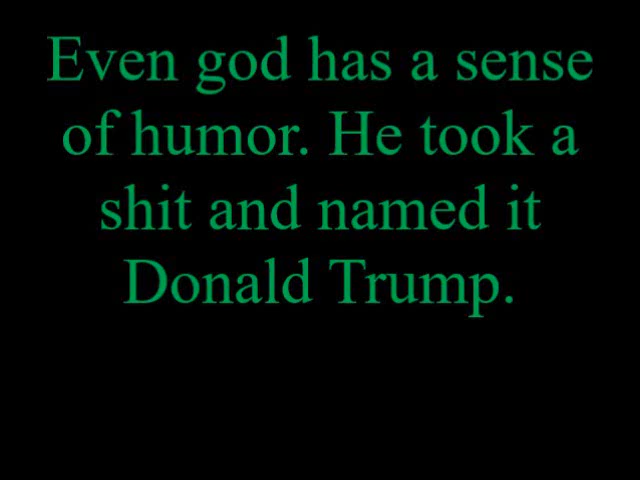 Even god has a sense
of humor. He took a
shit and named it
Donald Trump.